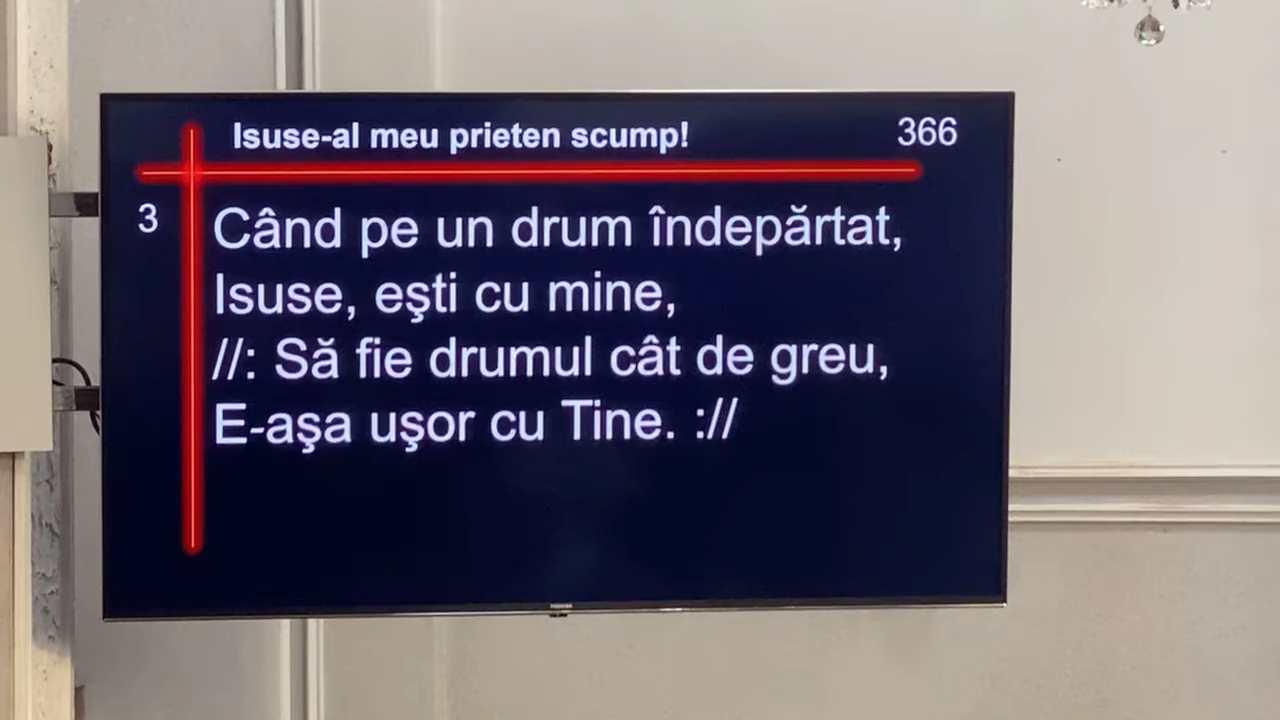 Isuse-al meu prieten scump!
366
3
Când pe un drum îndepărtat,
Isuse, eşti cu mine,
//: Să fie drumul cât de greu,
E-aşa uşor cu Tine. ://